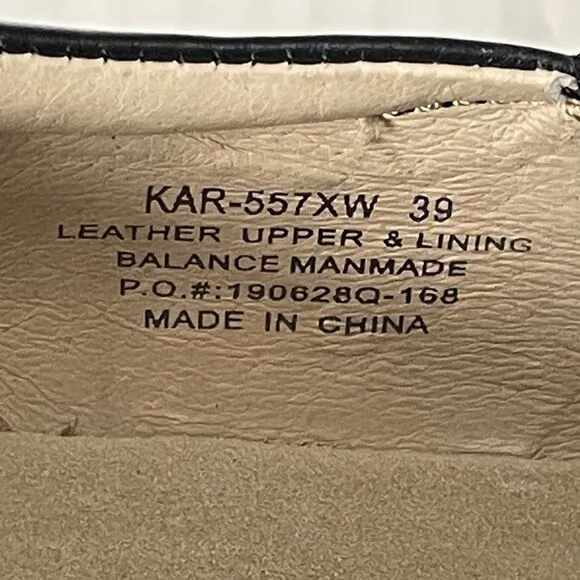 KAR-557XW 39
LEATHER UPPER & LINING
BALANCE MANMADE
P.O.#:190628Q-168
MADE IN CHINA